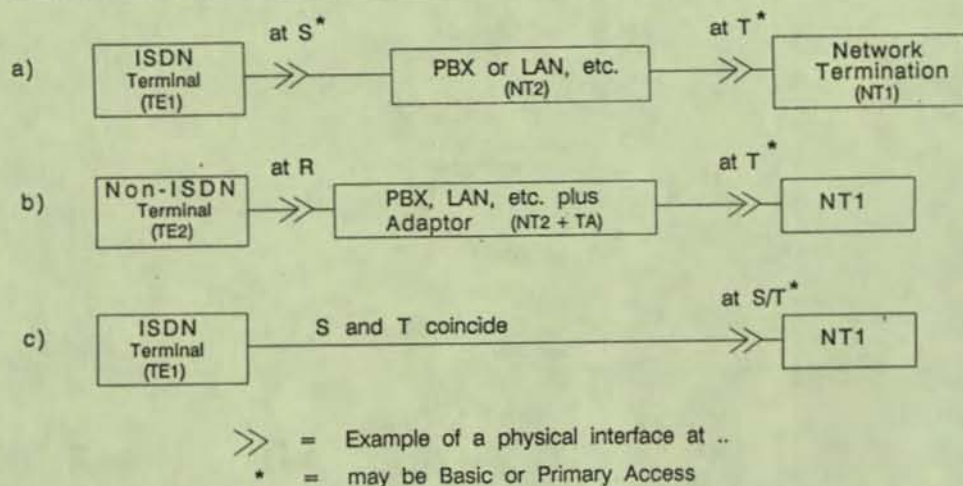 at S* at T*
a) ISDN Terminal (TE1) PBX or LAN, etc. (NT2) Network Termination (NT1)
at R at T*
b) Non-ISDN Terminal (TE2) PBX, LAN, etc. plus Adaptor (NT2 + TA) NT1
at S/T*
c) ISDN Terminal (TE1) S and T coincide NT1
= Example of a physical interface at ..
* = may be Basic or Primary Access